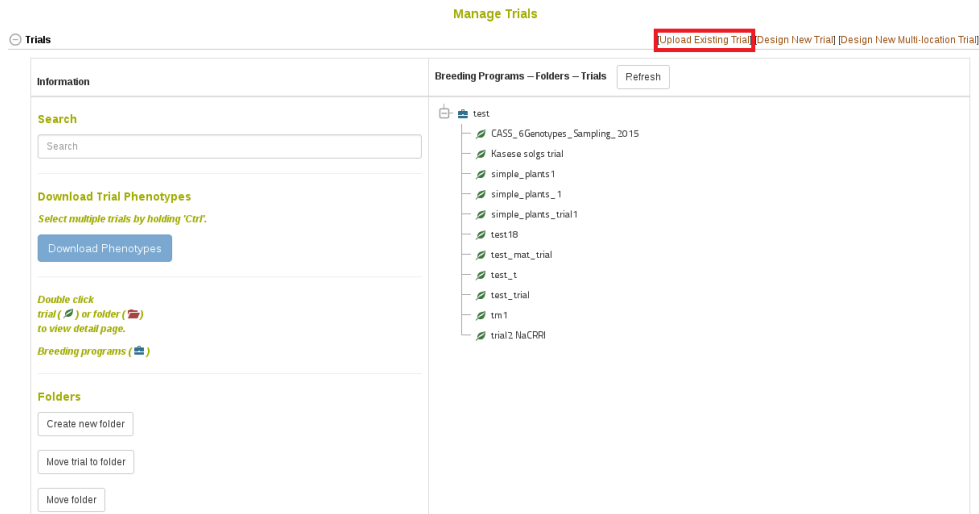 Manage Trials
Trials
[Upload Existing Trial] [Design New Trial] [Design New Multi-location Trial]
Information
Breeding Programs -- Folders -- Trials Refresh
Search
Search
Download Trial Phenotypes
Select multiple trials by holding 'Ctrl'.
Download Phenotypes
Double click
trial ( ) or folder ( )
to view detail page.
Breeding programs ( )
Folders
Create new folder
Move trial to folder
Move folder
test
CASS_6Genotypes_Sampling_2015
Kasese solgs trial
simple_plants1
simple_plants_1
simple_plants_trial1
test18
test_mat_trial
test_t
test_trial
tm1
trial2 NaCRRI